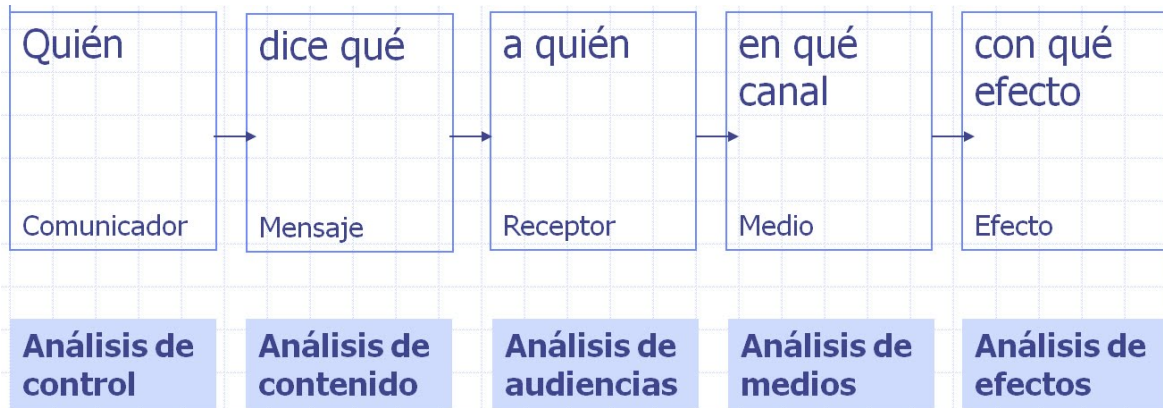 Quién
dice qué
a quién
en qué
canal
con qué
efecto
Comunicador
Mensaje
Receptor
Medio
Efecto
Análisis de
control
Análisis de
contenido
Análisis de
audiencias
Análisis de
medios
Análisis de
efectos